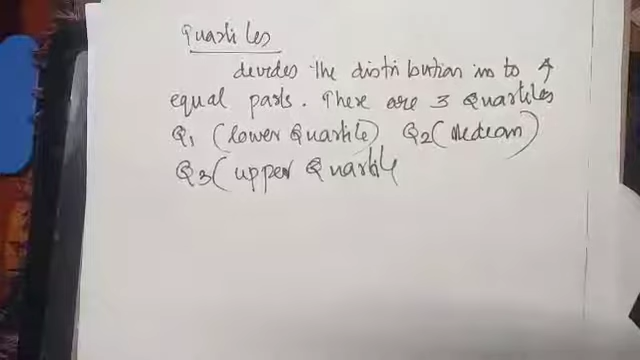 Quartiles
devides the distribution in to 4
equal parts. There are 3 Quartiles
Q1 (lower Quartile) Q2 (Medean)
Q3 (upper Quartile